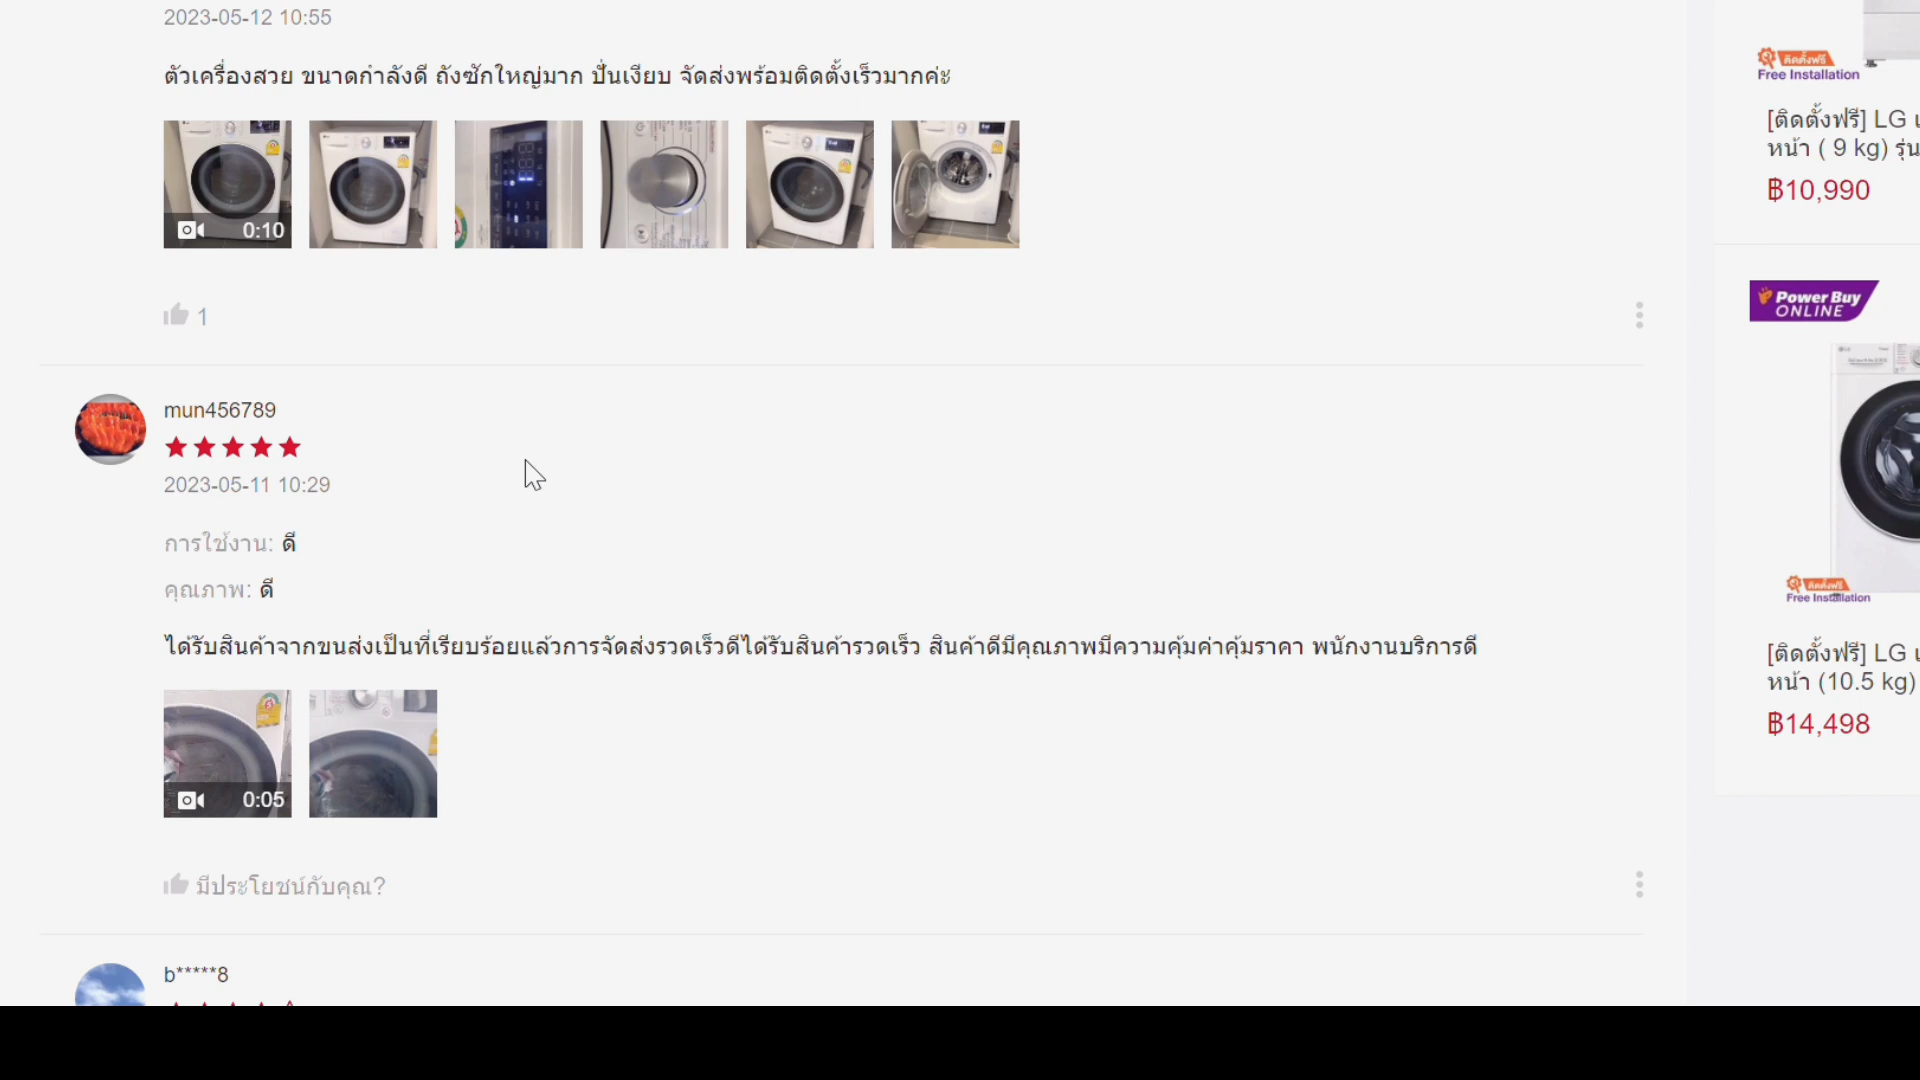 2023-05-12 10:55
ตัวเครื่องสวย ขนาดกำลังดี ถังซักใหญ่มาก ปั่นเงียบ จัดส่งพร้อมติดตั้งเร็วมากค่ะ
0:10
1
mun456789
2023-05-11 10:29
การใช้งาน: ดี
คุณภาพ: ดี
ได้รับสินค้าจากขนส่งเป็นที่เรียบร้อยแล้วการจัดส่งรวดเร็วดีได้รับสินค้ารวดเร็ว สินค้าดีมีคุณภาพมีความคุ้มค่าคุ้มราคา พนักงานบริการดี
0:05
มีประโยชน์กับคุณ?
b*****8
ติดตั้งฟรี
Free Installation
[ติดตั้งฟรี] LG
หน้า ( 9 kg) รุ่น
฿10,990
Power Buy
ONLINE
ติดตั้งฟรี
Free Installation
[ติดตั้งฟรี] LG
หน้า (10.5 kg)
฿14,498